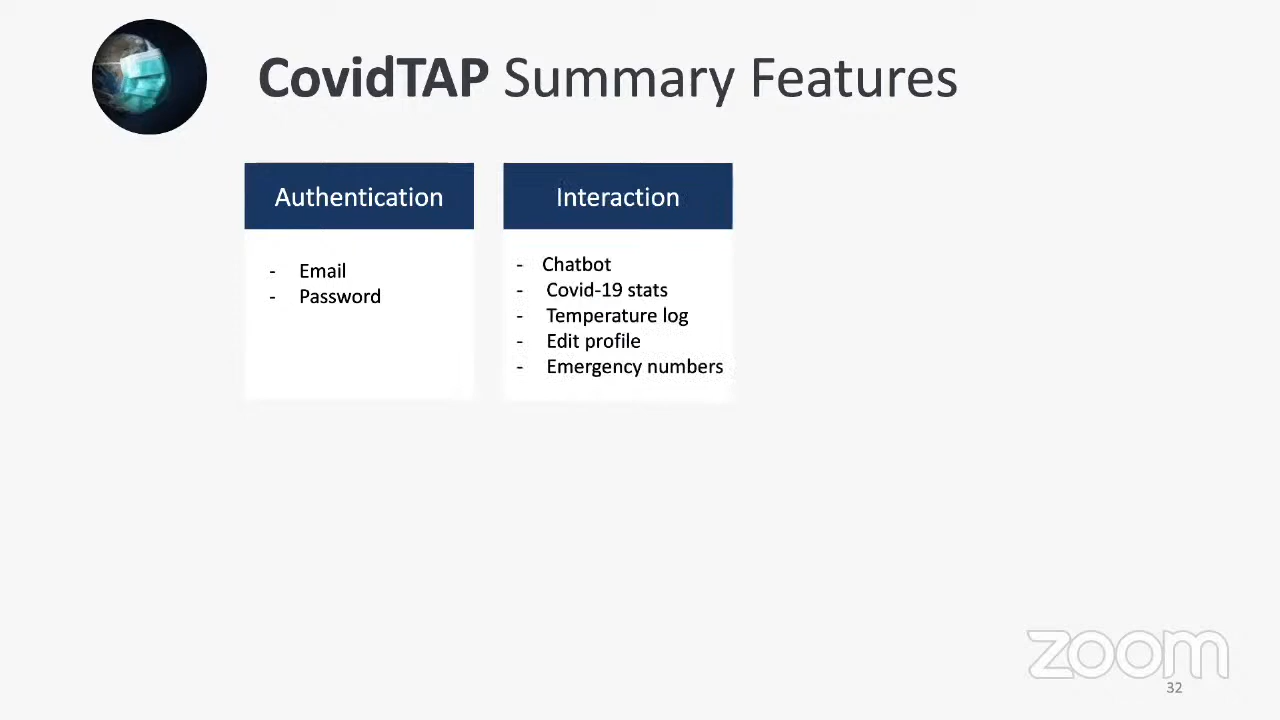 CovidTAP Summary Features
Authentication
- Email
- Password
Interaction
- Chatbot
- Covid-19 stats
- Temperature log
- Edit profile
- Emergency numbers
zoom
32